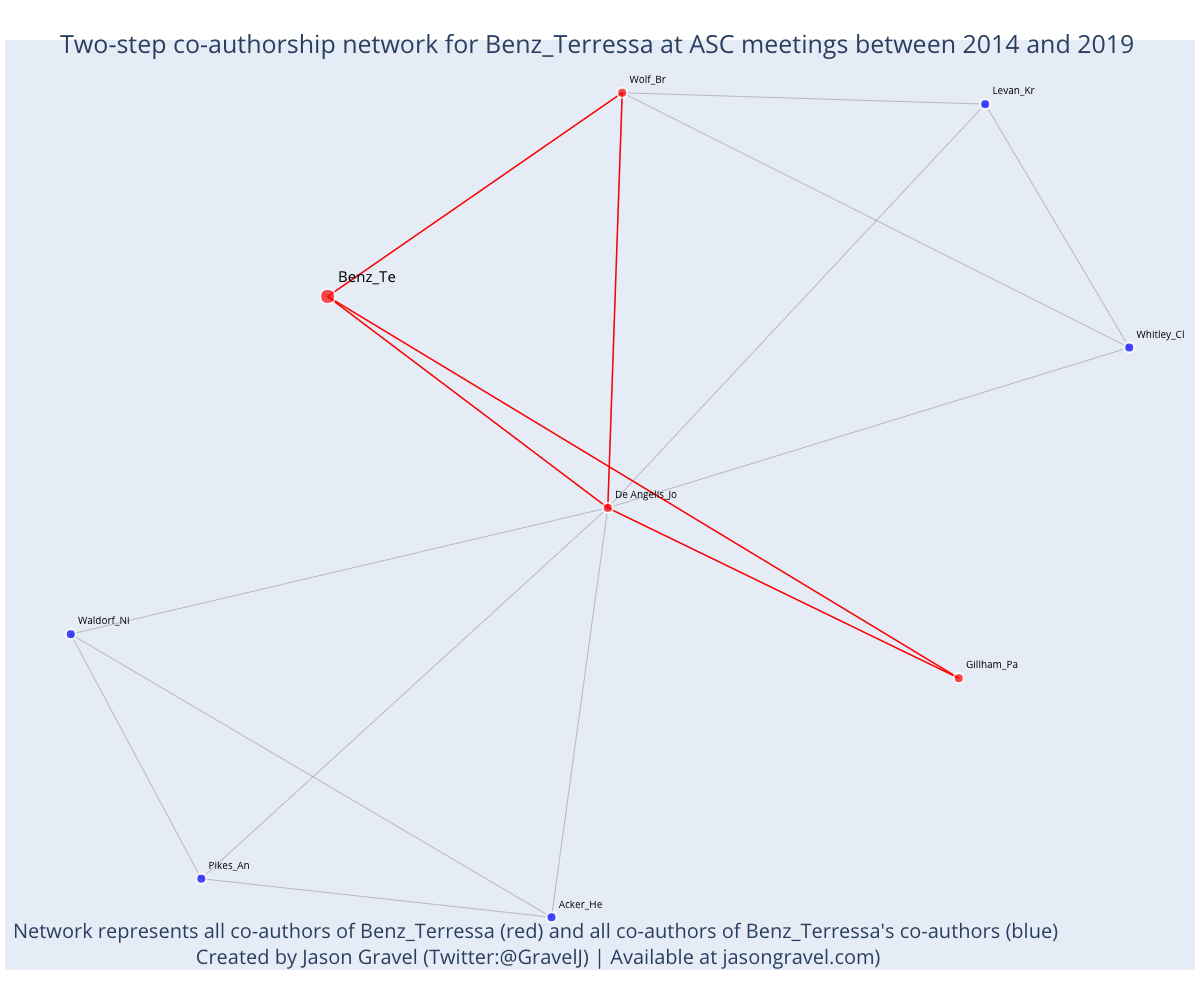 Two-step co-authorship network for Benz_Terressa at ASC meetings between 2014 and 2019
Wolf_Br
Levan_Kr
Benz_Te
Whitley_Cl
De Angelis_Jo
Waldorf_Ni
Gillham_Pa
Pikes_An
Acker_He
Network represents all co-authors of Benz_Terressa (red) and all co-authors of Benz_Terressa's co-authors (blue)
Created by Jason Gravel (Twitter:@GravelJ) | Available at jasongravel.com)